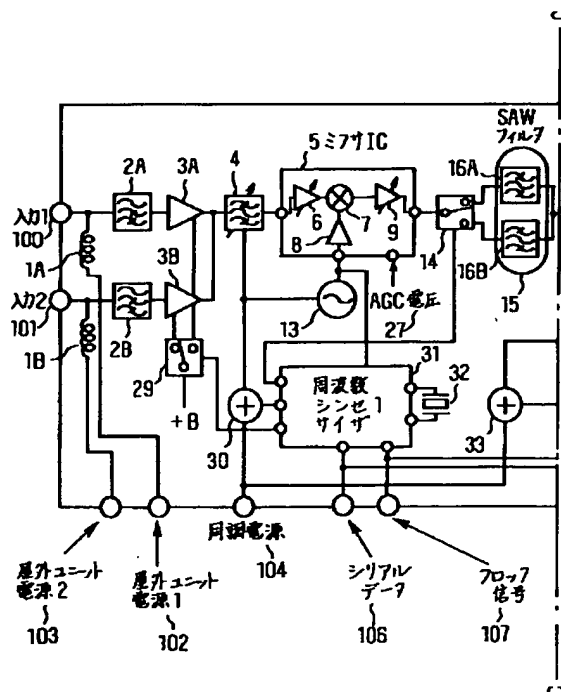 SAW
フィルタ
5 ミクサIC
2A
3A
4
16A
入力1
100
6
7
9
8
14
1A
3B
16B
入力2
101
13
AGC 電圧
27
15
1B
2B
29
31
周波数
シンセ1
サイザ
32
+B
30
33
同調電源
104
屋外ユニット
電源2
103
屋外ユニット
電源1
102
シリアル
データ
106
クロック
信号
107